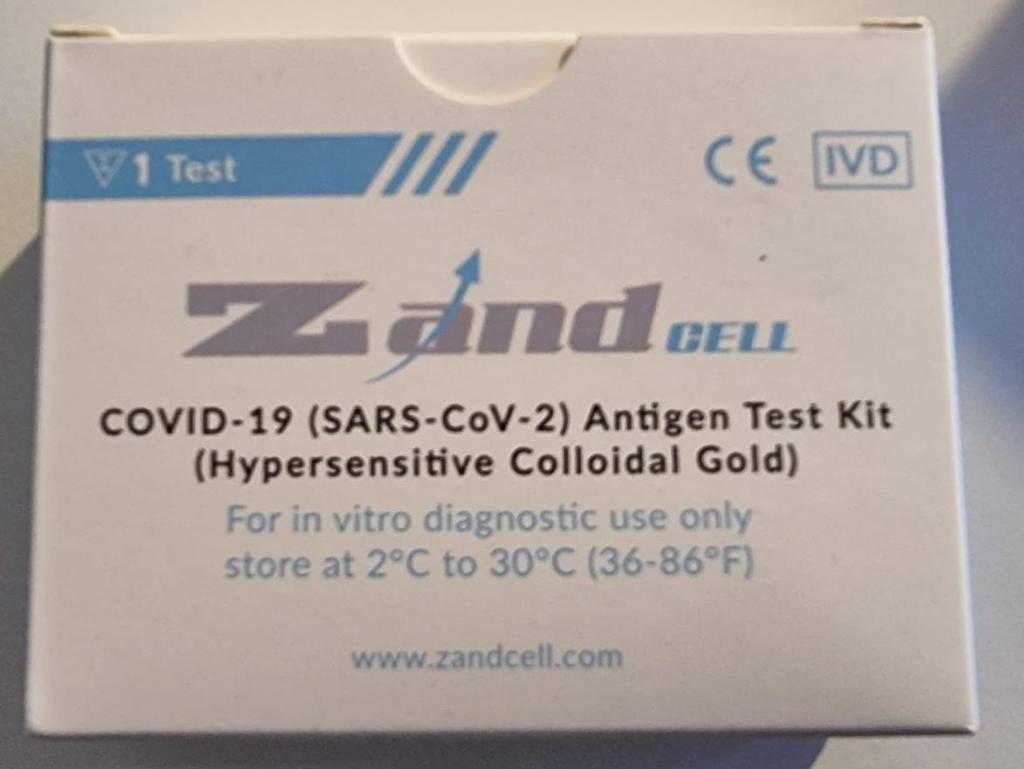 1 Test
CE IVD
Zand CELL
COVID-19 (SARS-CoV-2) Antigen Test Kit
(Hypersensitive Colloidal Gold)
For in vitro diagnostic use only
store at 2°C to 30°C (36-86°F)
www.zandcell.com